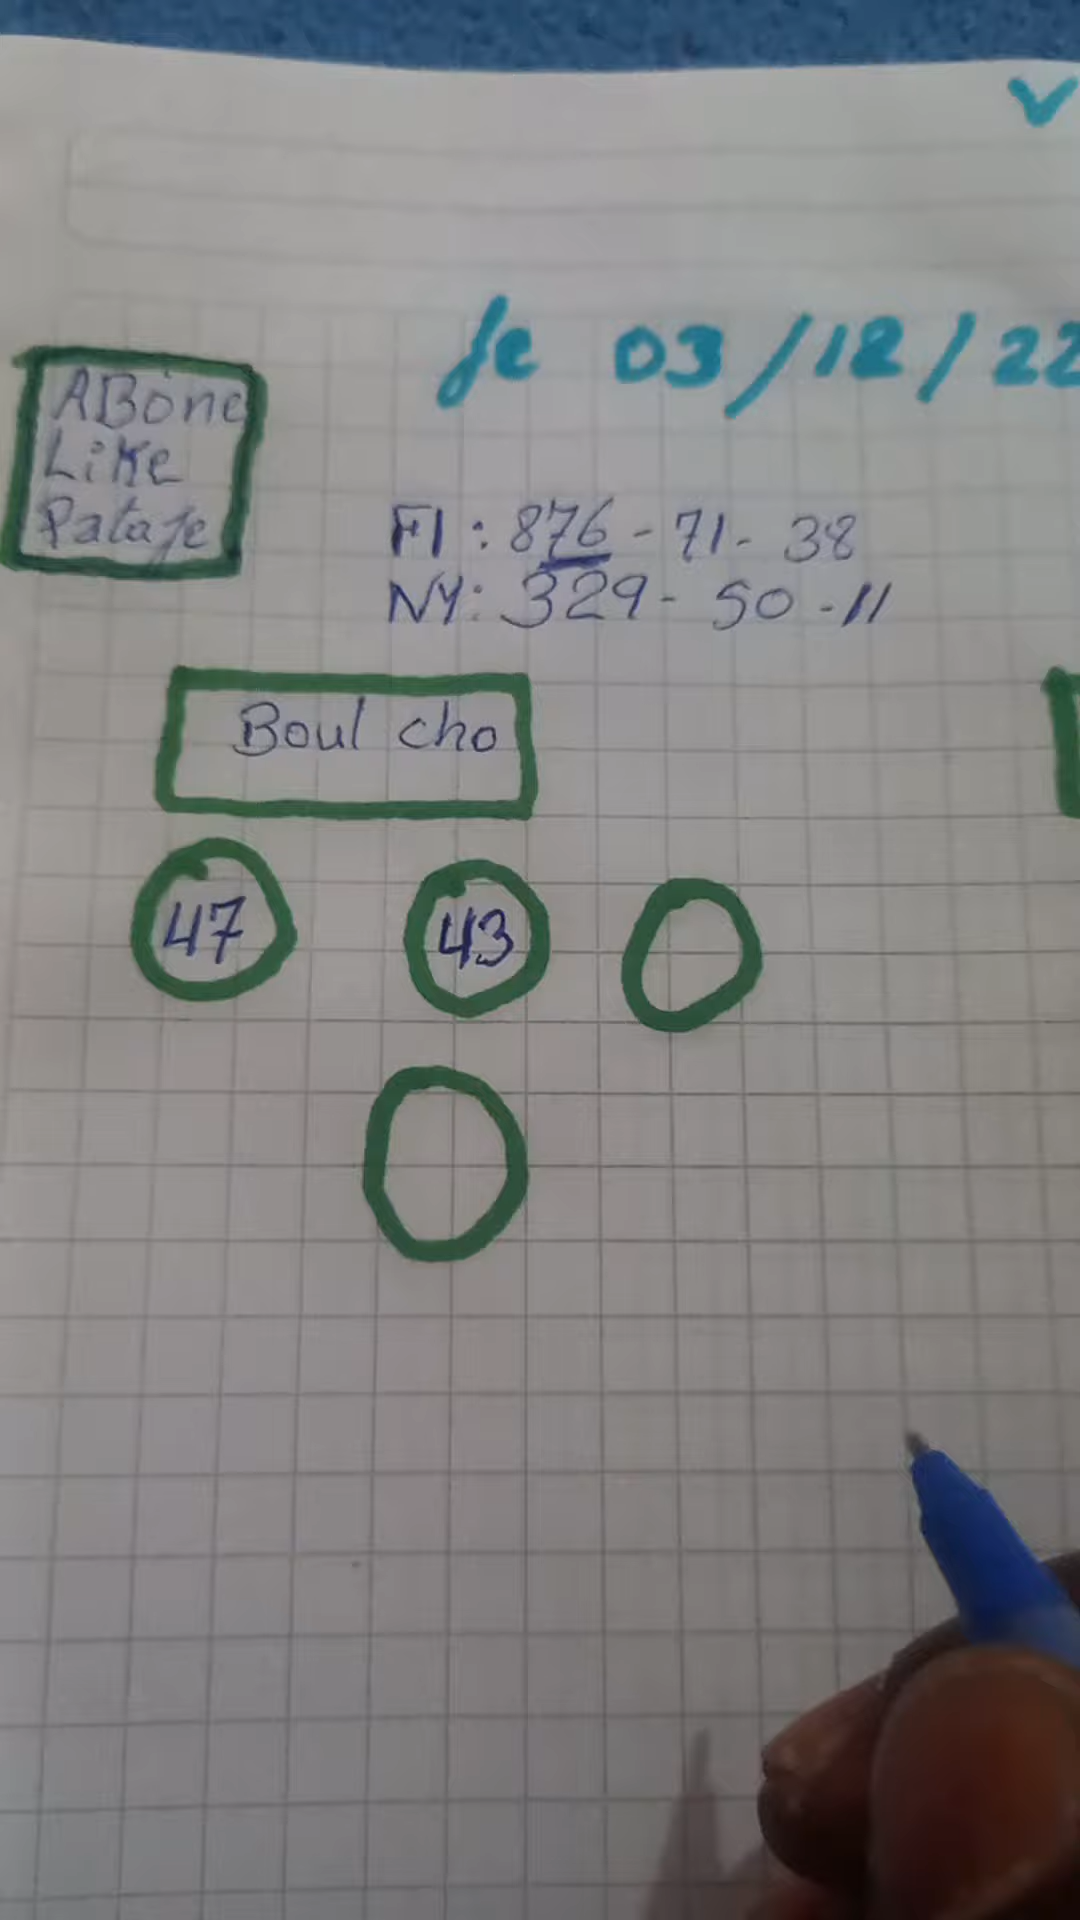 le 03/12/22
ABone
Like
Pataje
Fl: 876-71-38
NY: 329-50-11
Boul cho
47 43